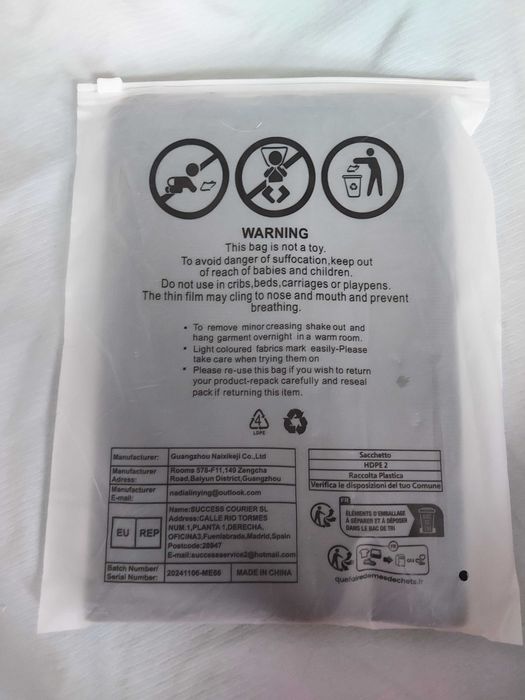 WARNING
This bag is not a toy.
To avoid danger of suffocation,keep out
of reach of babies and children.
Do not use in cribs,beds,carriages or playpens.
The thin film may cling to nose and mouth and prevent
breathing.
• To remove minor creasing shake out and
hang garment overnight in a warm room.
• Light coloured fabrics mark easily-Please
take care when trying them on
• Please re-use this bag if you wish to return
your product-repack carefully and reseal
pack if returning this item.
4
LDPE
Manufacturer: Guangzhou Naixikeji Co.,Ltd
Manufacturer Adress: Rooms 578-F11,149 Zengcha
Road,Baiyun District,Guangzhou
Manufacturer E-mail: nadialinying@outlook.com
EU REP
Name:SUCCESS COURIER SL
Address:CALLE RIO TORMES
NUM.1,PLANTA 1,DERECHA,
OFICINA3,Fuenlabrada,Madrid,Spain
Postcode:28947
E-mail:successservice2@hotmail.com
Batch Number/ Serial Number: 20241106-ME66 MADE IN CHINA
Sacchetto
HDPE 2
Raccolta Plastica
Verifica le disposizioni del tuo Comune
FR
ÉLÉMENTS D'EMBALLAGE
À SÉPARER ET À DÉPOSER
DANS LE BAC DE TRI
FR
quefairedemesdechets.fr